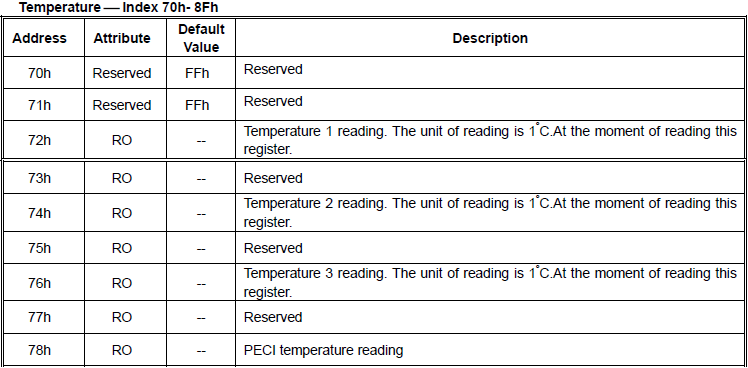 Temperature — Index 70h- 8Fh
Address Attribute Default Value Description
70h Reserved FFh Reserved
71h Reserved FFh Reserved
72h RO -- Temperature 1 reading. The unit of reading is 1°C.At the moment of reading this
register.
73h RO -- Reserved
74h RO -- Temperature 2 reading. The unit of reading is 1°C.At the moment of reading this
register.
75h RO -- Reserved
76h RO -- Temperature 3 reading. The unit of reading is 1°C.At the moment of reading this
register.
77h RO -- Reserved
78h RO -- PECI temperature reading